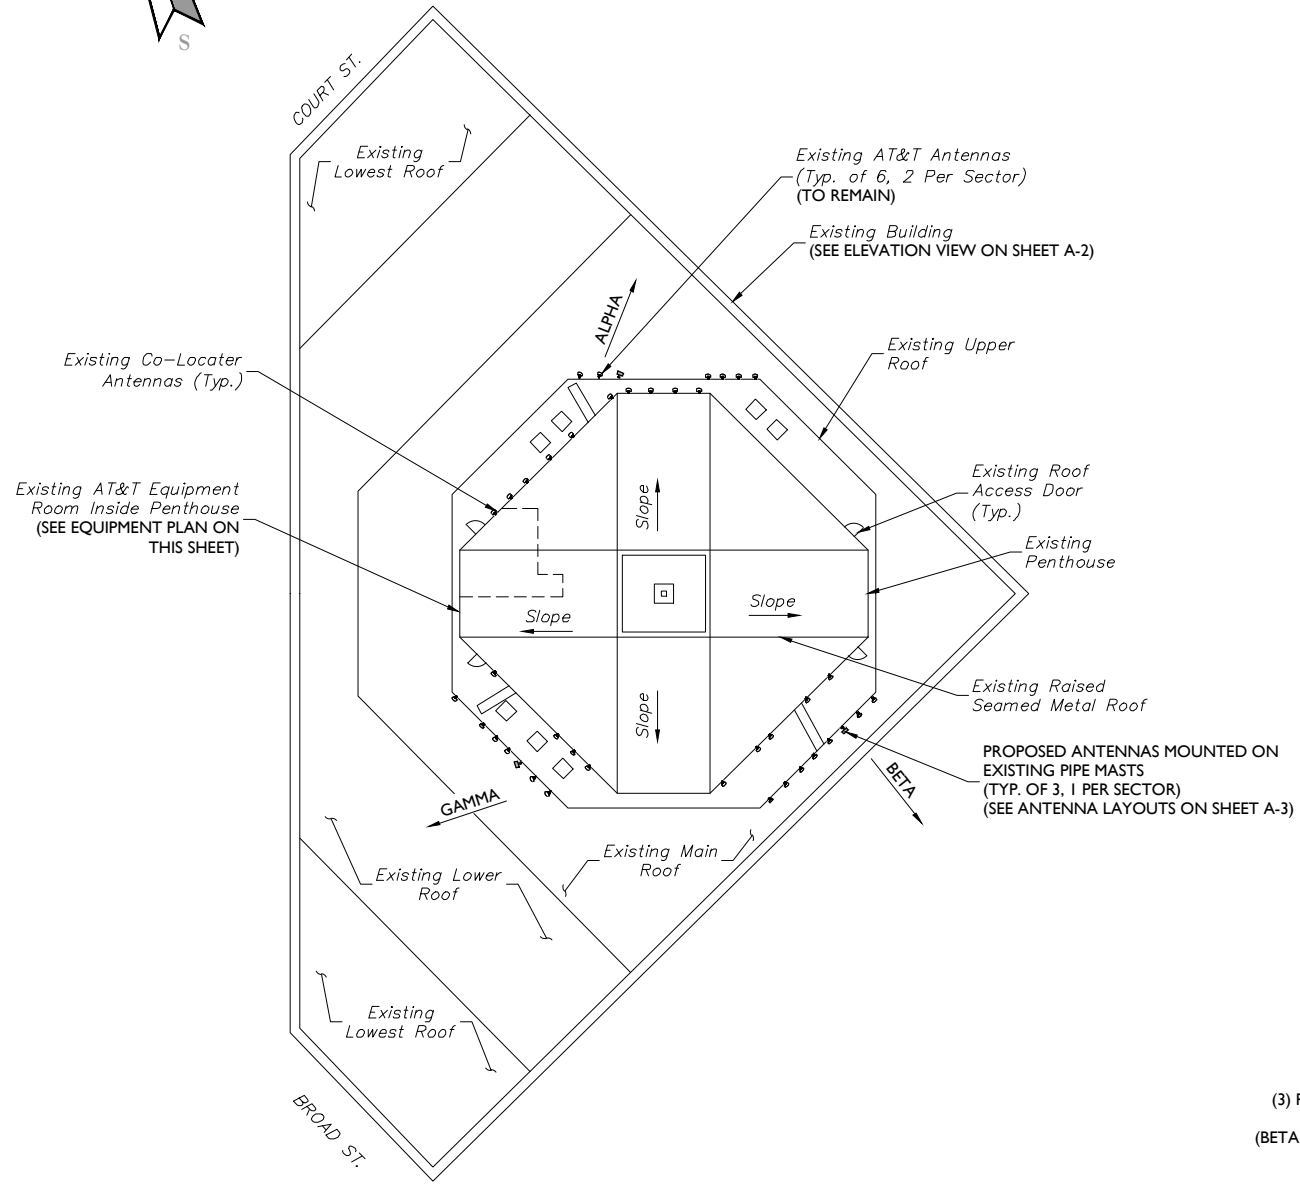 S
COURT ST.
Existing
Lowest Roof
Existing AT&T Antennas
(Typ. of 6, 2 Per Sector)
(TO REMAIN)
Existing Building
(SEE ELEVATION VIEW ON SHEET A-2)
ALPHA
Existing Co-Locater
Antennas (Typ.)
Existing Upper
Roof
Existing AT&T Equipment
Room Inside Penthouse
(SEE EQUIPMENT PLAN ON
THIS SHEET)
Existing Roof
Access Door
(Typ.)
Slope
Existing
Penthouse
Slope
Slope
Slope
Existing Raised
Seamed Metal Roof
PROPOSED ANTENNAS MOUNTED ON
EXISTING PIPE MASTS
(TYP. OF 3, 1 PER SECTOR)
(SEE ANTENNA LAYOUTS ON SHEET A-3)
BETA
GAMMA
Existing Main
Roof
Existing Lower
Roof
Existing
Lowest Roof
BROAD ST.
(3)
(BETA